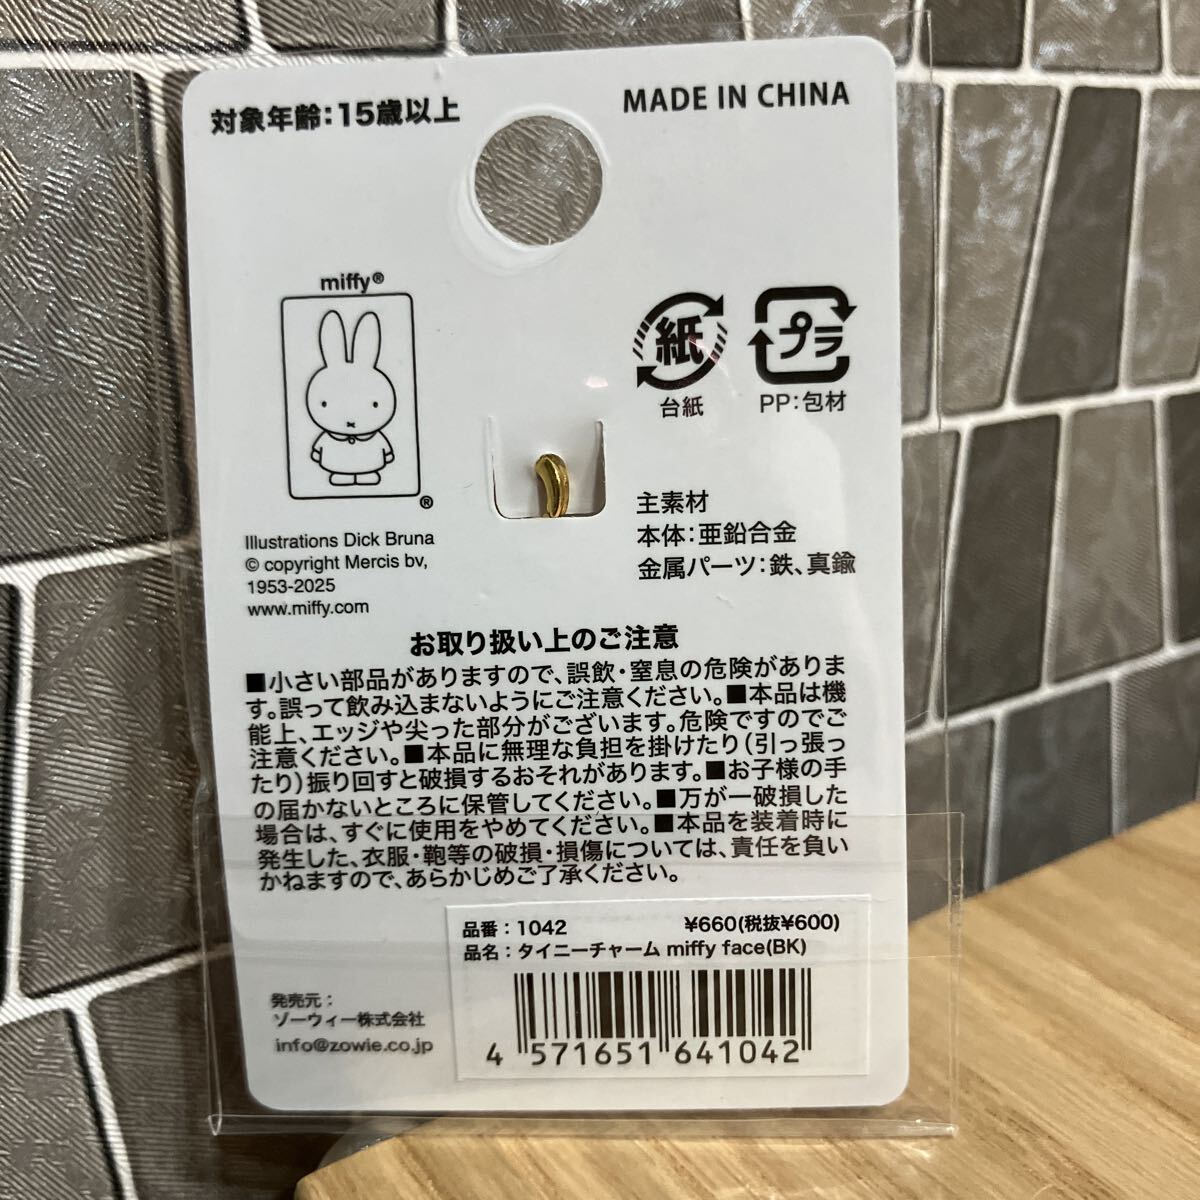 対象年齢:15歳以上
MADE IN CHINA
miffy®
®
Illustrations Dick Bruna
© copyright Mercis bv,
1953-2025
www.miffy.com
紙
台紙
プラ
PP:包材
主素材
本体:亜鉛合金
金属パーツ:鉄、真鍮
お取り扱い上のご注意
■小さい部品がありますので、誤飲・窒息の危険がありま
す。誤って飲み込まないようにご注意ください。■本品は機
能上、エッジや尖った部分がございます。危険ですのでご
注意ください。■本品に無理な負担を掛けたり(引っ張っ
たり)振り回すと破損するおそれがあります。■お子様の手
の届かないところに保管してください。■万が一破損した
場合は、すぐに使用をやめてください。■本品を装着時に
発生した、衣服・鞄等の破損・損傷については、責任を負い
かねますので、あらかじめご了承ください。
品番:1042 ¥660(税抜¥600)
品名:タイニーチャーム miffy face(BK)
4 571651 641042
発売元:
ゾーウィー株式会社
info@zowie.co.jp